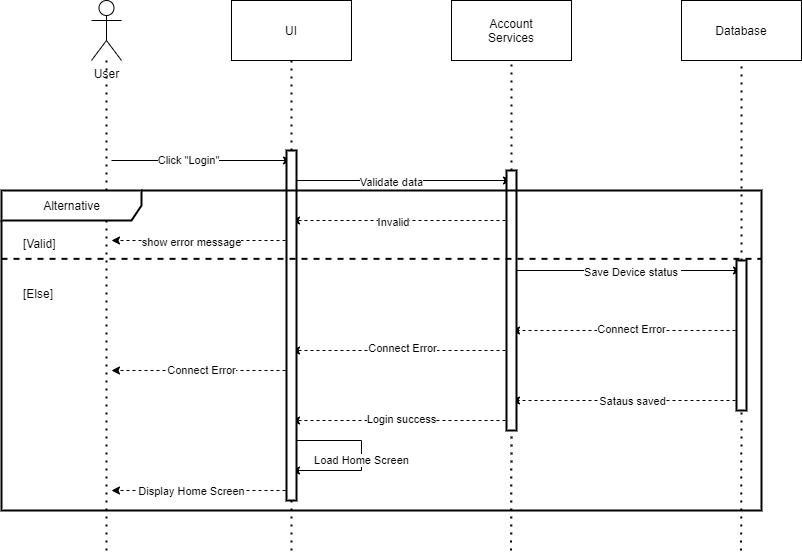 User
UI
Account
Services
Database
Click "Login"
Validate data
Alternative
Invalid
[Valid]
show error message
Save Device status
[Else]
Connect Error
Connect Error
Connect Error
Sataus saved
Login success
Load Home Screen
Display Home Screen